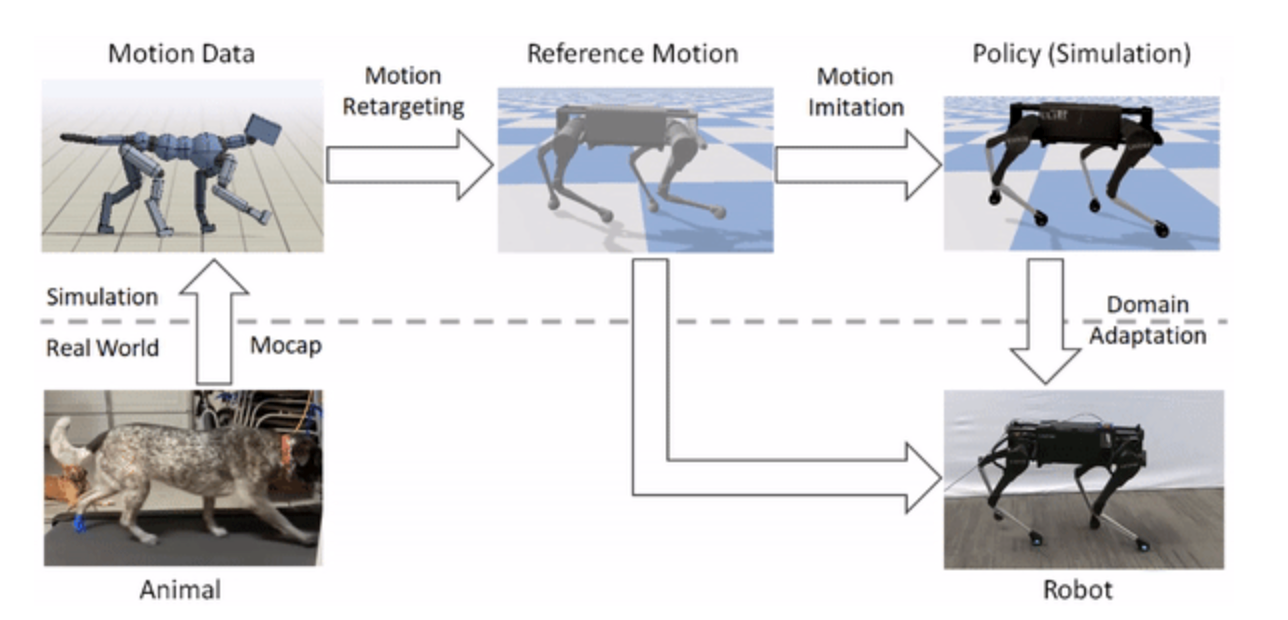 Motion Data
Reference Motion
Policy (Simulation)
Motion
Retargeting
Motion
Imitation
Simulation
Real World
Mocap
Domain
Adaptation
Animal
Robot